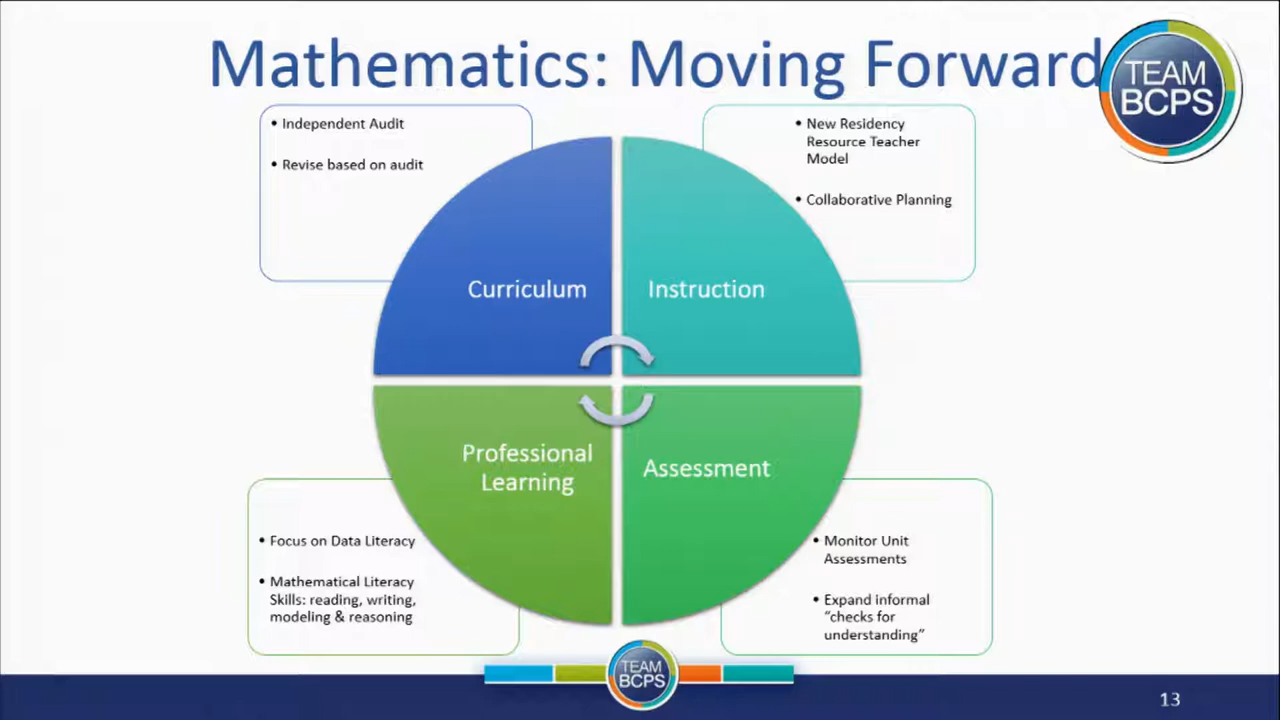 Mathematics: Moving Forward
TEAM
BCPS
• Independent Audit
• Revise based on audit
• New Residency
Resource Teacher
Model
• Collaborative Planning
Curriculum
Instruction
Professional
Learning
Assessment
• Focus on Data Literacy
• Mathematical Literacy
Skills: reading, writing,
modeling & reasoning
• Monitor Unit
Assessments
• Expand informal
“checks for
understanding”
TEAM
BCPS
13